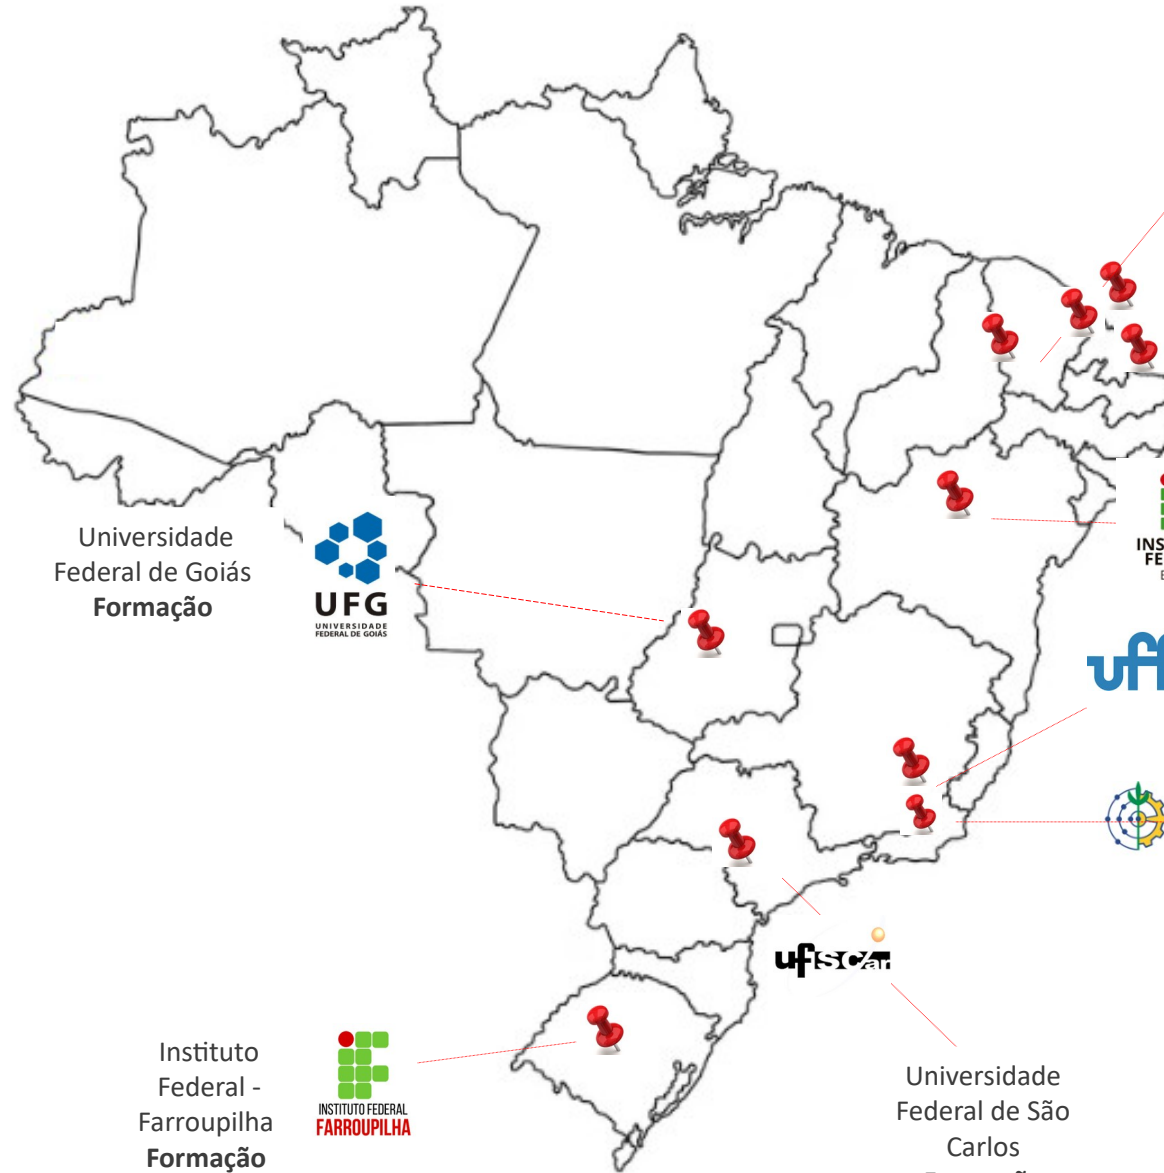 Universidade
Federal de Goiás
Formação
UFG
UNIVERSIDADE
FEDERAL DE GOIÁS
uff
ufscar
Instituto
Federal -
Farroupilha
Formação
INSTITUTO FEDERAL
FARROUPILHA
Universidade
Federal de São
Carlos